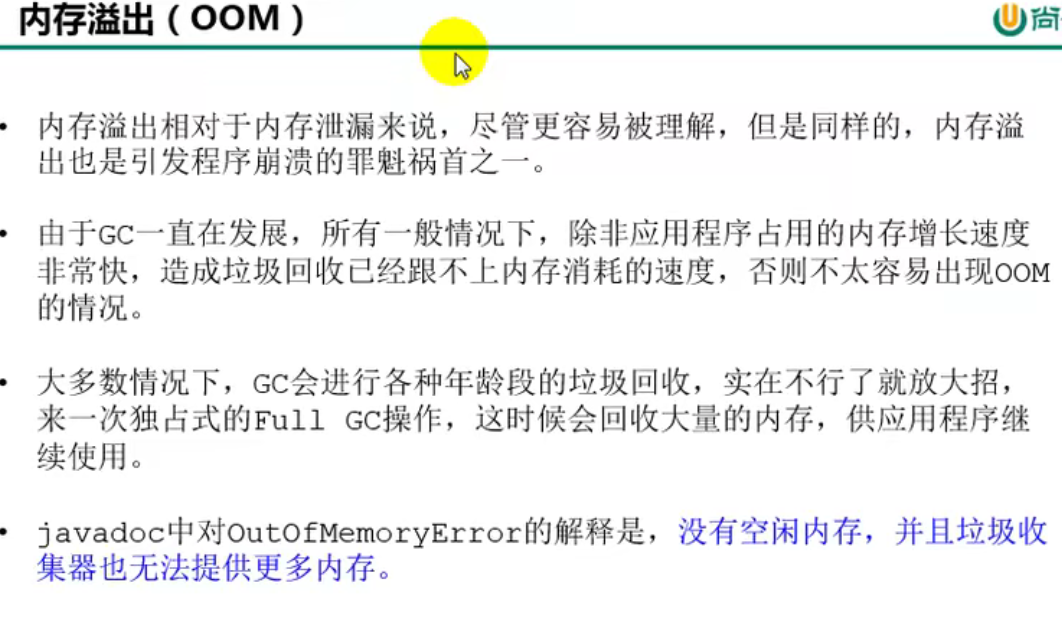 内存溢出（OOM）
尚
• 内存溢出相对于内存泄漏来说，尽管更容易被理解，但是同样的，内存溢
出也是引发程序崩溃的罪魁祸首之一。
• 由于GC一直在发展，所有一般情况下，除非应用程序占用的内存增长速度
非常快，造成垃圾回收已经跟不上内存消耗的速度，否则不太容易出现OOM
的情况。
• 大多数情况下，GC会进行各种年龄段的垃圾回收，实在不行了就放大招，
来一次独占式的Full GC操作，这时候会回收大量的内存，供应用程序继
续使用。
• javadoc中对OutOfMemoryError的解释是，没有空闲内存，并且垃圾收
集器也无法提供更多内存。